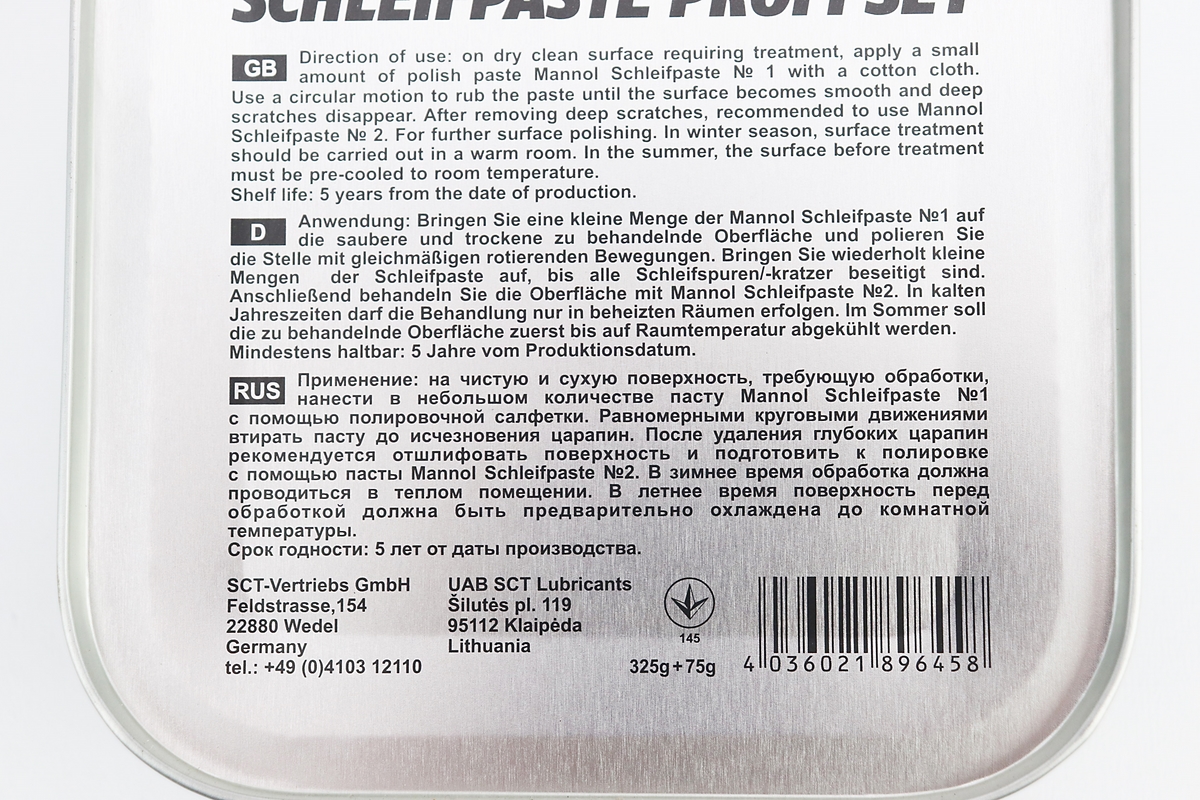 SCHLEIFPASTE PROFI SET
GB
Direction of use: on dry clean surface requiring treatment, apply a small
amount of polish paste Mannol Schleifpaste № 1 with a cotton cloth.
Use a circular motion to rub the paste until the surface becomes smooth and deep
scratches disappear. After removing deep scratches, recommended to use Mannol
Schleifpaste № 2. For further surface polishing. In winter season, surface treatment
should be carried out in a warm room. In the summer, the surface before treatment
must be pre-cooled to room temperature.
Shelf life: 5 years from the date of production.
D
Anwendung: Bringen Sie eine kleine Menge der Mannol Schleifpaste №1 auf
die saubere und trockene zu behandelnde Oberfläche und polieren Sie
die Stelle mit gleichmäßigen rotierenden Bewegungen. Bringen Sie wiederholt kleine
Mengen der Schleifpaste auf, bis alle Schleifspuren/-kratzer beseitigt sind.
Anschließend behandeln Sie die Oberfläche mit Mannol Schleifpaste №2. In kalten
Jahreszeiten darf die Behandlung nur in beheizten Räumen erfolgen. Im Sommer soll
die zu behandelnde Oberfläche zuerst bis auf Raumtemperatur abgekühlt werden.
Mindestens haltbar: 5 Jahre vom Produktionsdatum.
RUS
Применение: на чистую и сухую поверхность, требующую обработки,
нанести в небольшом количестве пасту Mannol Schleifpaste №1
с помощью полировочной салфетки. Равномерными круговыми движениями
втирать пасту до исчезновения царапин. После удаления глубоких царапин
рекомендуется отшлифовать поверхность и подготовить к полировке
с помощью пасты Mannol Schleifpaste №2. В зимнее время обработка должна
проводиться в теплом помещении. В летнее время поверхность перед
обработкой должна быть предварительно охлаждена до комнатной
температуры.
Срок годности: 5 лет от даты производства.
SCT-Vertriebs GmbH
Feldstrasse,154
22880 Wedel
Germany
tel.: +49 (0)4103 12110
UAB SCT Lubricants
Šilutės pl. 119
95112 Klaipėda
Lithuania
145
325g+75g
4 036021 896458